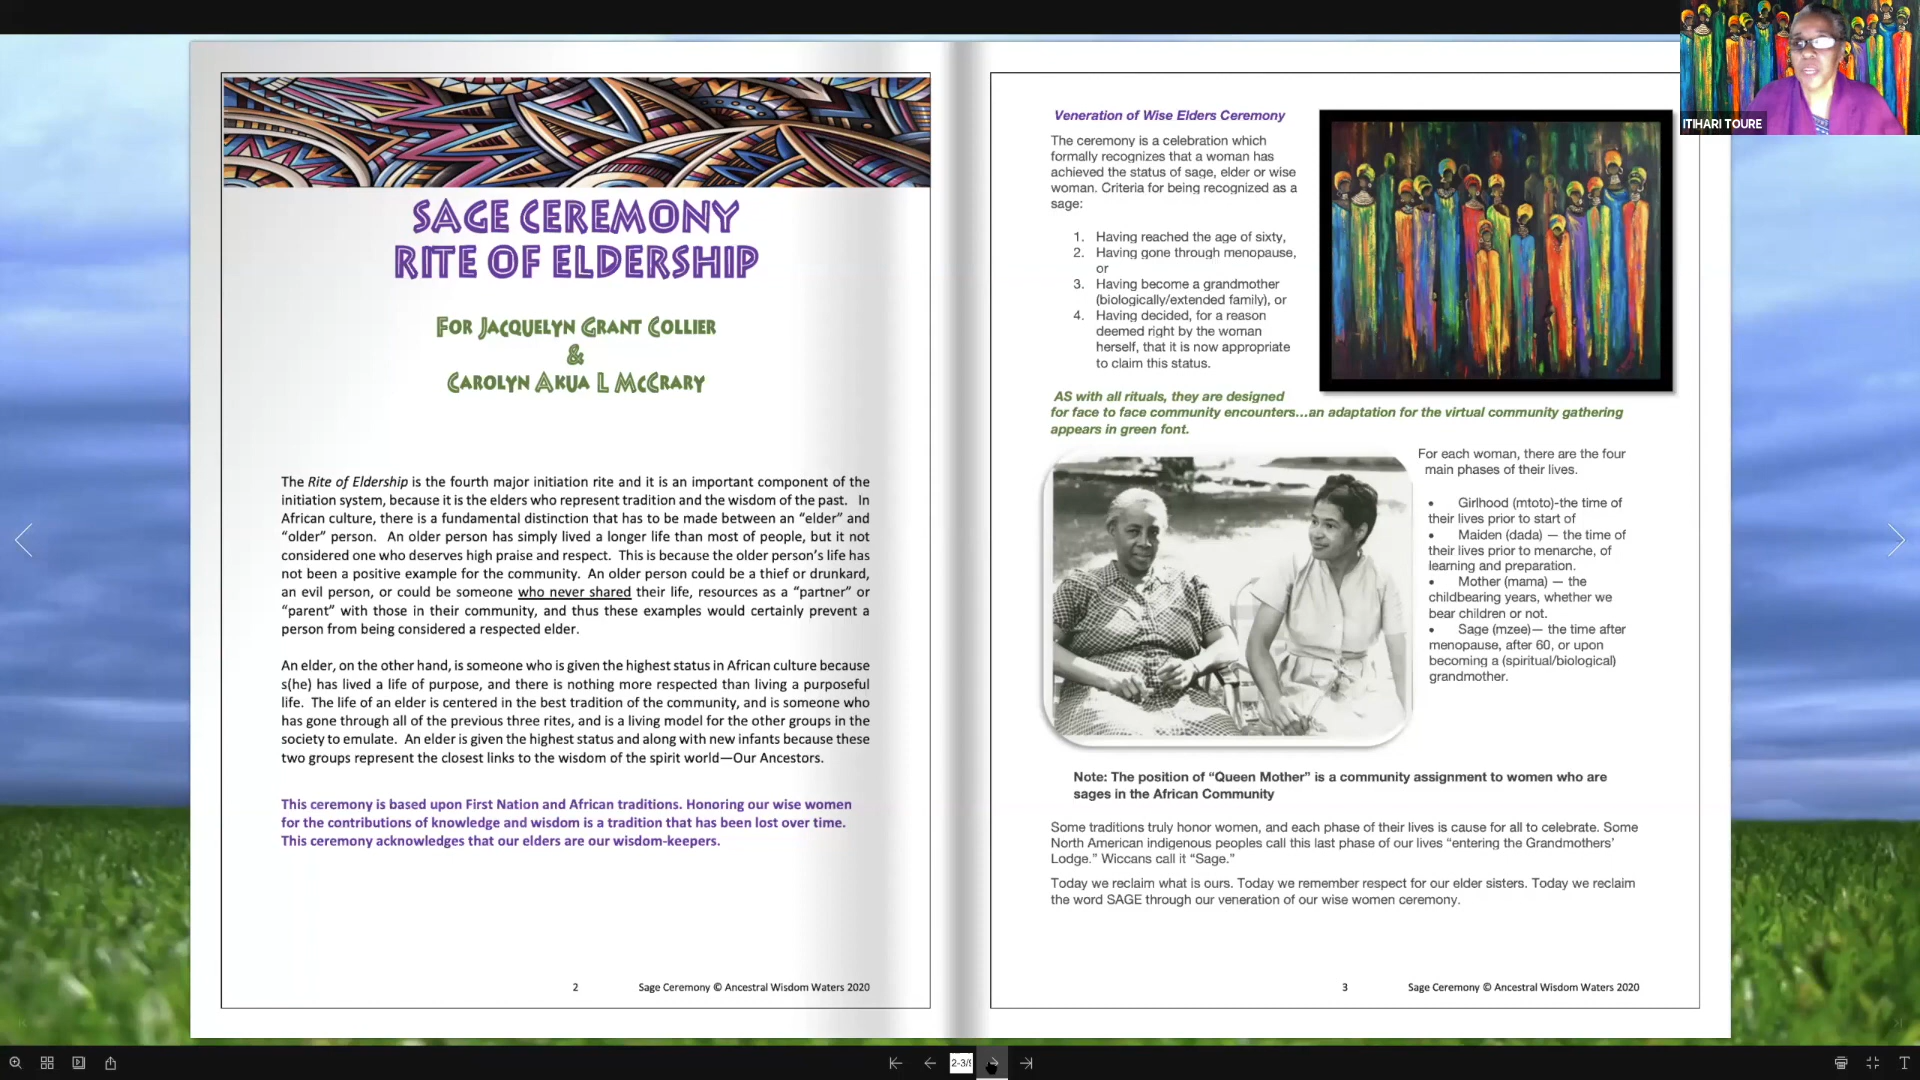 SAGE CEREMONY
RITE OF ELDERSHIP
FOR JACQUELYN GRANT COLLIER
&
CAROLYN AKUA L MCCRARY
The Rite of Eldership is the fourth major initiation rite and it is an important component of the
initiation system, because it is the elders who represent tradition and the wisdom of the past. In
African culture, there is a fundamental distinction that has to be made between an “elder” and
“older” person. An older person has simply lived a longer life than most of people, but it not
considered one who deserves high praise and respect. This is because the older person’s life has
not been a positive example for the community. An older person could be a thief or drunkard,
an evil person, or could be someone who never shared their life, resources as a “partner” or
“parent” with those in their community, and thus these examples would certainly prevent a
person from being considered a respected elder.
An elder, on the other hand, is someone who is given the highest status in African culture because
s(he) has lived a life of purpose, and there is nothing more respected than living a purposeful
life. The life of an elder is centered in the best tradition of the community, and is someone who
has gone through all of the previous three rites, and is a living model for the other groups in the
society to emulate. An elder is given the highest status and along with new infants because these
two groups represent the closest links to the wisdom of the spirit world—Our Ancestors.
This ceremony is based upon First Nation and African traditions. Honoring our wise women
for the contributions of knowledge and wisdom is a tradition that has been lost over time.
This ceremony acknowledges that our elders are our wisdom-keepers.
2 Sage Ceremony © Ancestral Wisdom Waters 2020
Veneration of Wise Elders Ceremony
The ceremony is a celebration which
formally recognizes that a woman has
achieved the status of sage, elder or wise
woman. Criteria for being recognized as a
sage:
1. Having reached the age of sixty,
2. Having gone through menopause,
or
3. Having become a grandmother
(biologically/extended family), or
4. Having decided, for a reason
deemed right by the woman
herself, that it is now appropriate
to claim this status.
AS with all rituals, they are designed
for face to face community encounters...an adaptation for the virtual community gathering
appears in green font.
For each woman, there are the four
main phases of their lives.
• Girlhood (mtoto)-the time of
their lives prior to start of
• Maiden (dada) — the time of
their lives prior to menarche, of
learning and preparation.
• Mother (mama) — the
childbearing years, whether we
bear children or not.
• Sage (mzee)— the time after
menopause, after 60, or upon
becoming a (spiritual/biological)
grandmother.
Note: The position of “Queen Mother” is a community assignment to women who are
sages in the African Community
Some traditions truly honor women, and each phase of their lives is cause for all to celebrate. Some
North American indigenous peoples call this last phase of our lives “entering the Grandmothers’
Lodge.” Wiccans call it “Sage.”
Today we reclaim what is ours. Today we remember respect for our elder sisters. Today we reclaim
the word SAGE through our veneration of our wise women ceremony.
3 Sage Ceremony © Ancestral Wisdom Waters 2020
ITIHARI TOURE